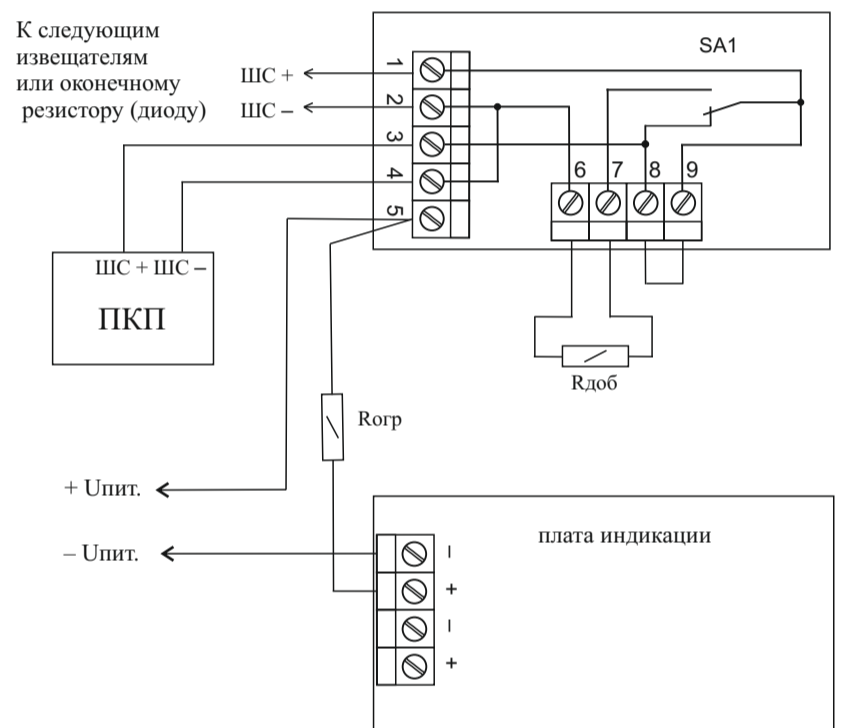 К следующим
извещателям
или оконечному
резистору (диоду)
ШС +
ШС –
1
2
3
4
5
SA1
6 7 8 9
ШС + ШС –
ПКП
Rдоб
Rогр
+ Uпит.
– Uпит.
плата индикации
–
+
–
+